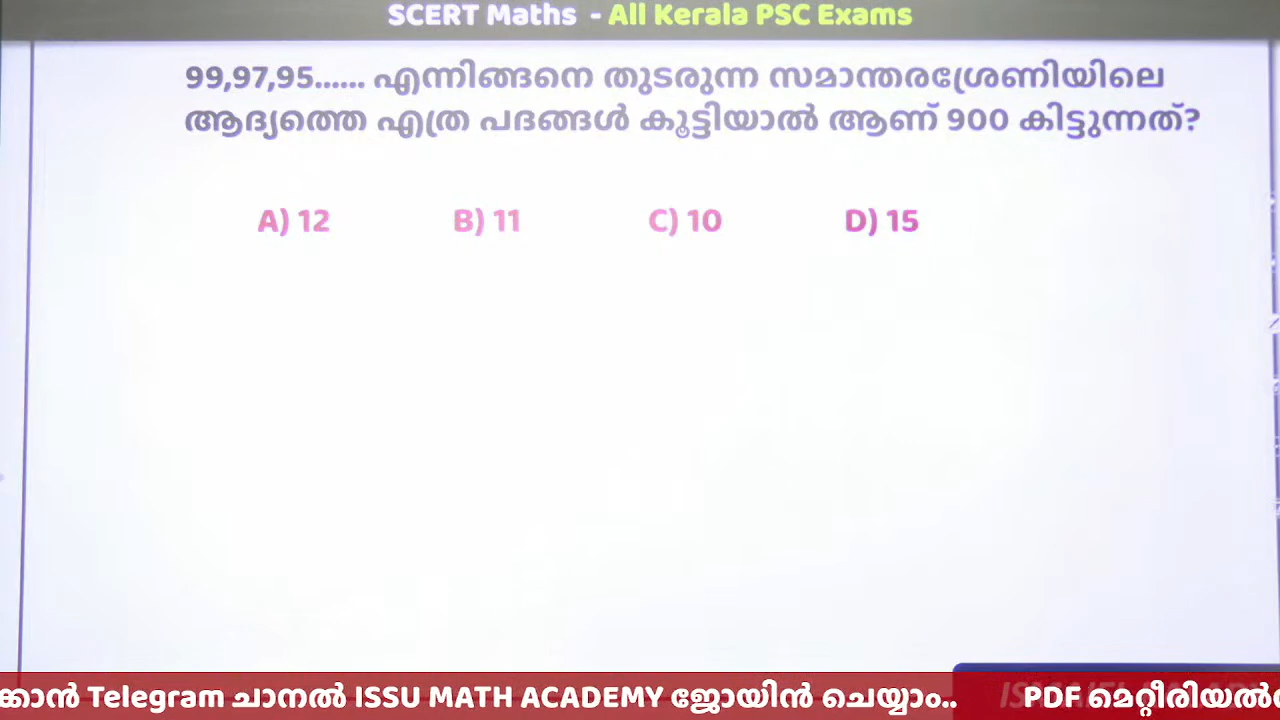 SCERT Maths - All Kerala PSC Exams
99,97,95...... എന്നിങ്ങനെ തുടരുന്ന സമാന്തരശ്രേണിയിലെ
ആദ്യത്തെ എത്ര പദങ്ങൾ കൂട്ടിയാൽ ആണ് 900 കിട്ടുന്നത്?
A) 12 B) 11 C) 10 D) 15
ക്കാൻ Telegram ചാനൽ ISSU MATH ACADEMY ജോയിൻ ചെയ്യാം.. PDF മെറ്റീരിയൽ